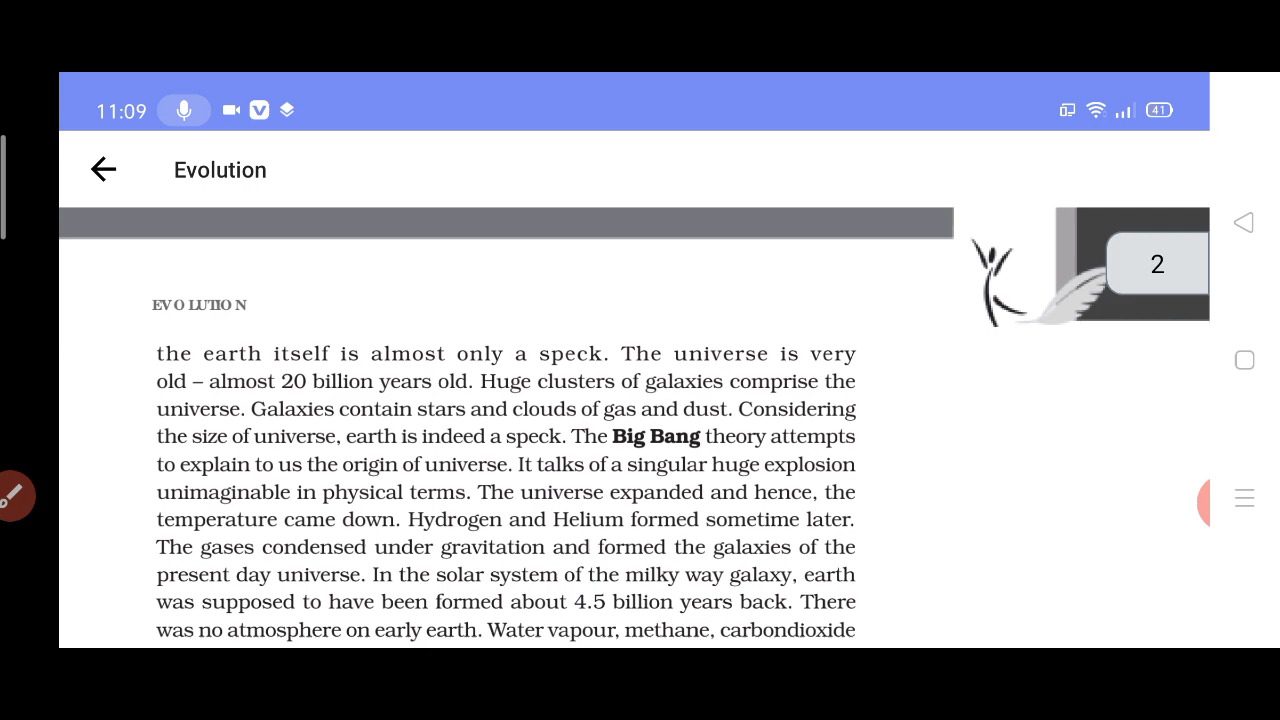 11:09
41
Evolution
2
EVOLUTION
the earth itself is almost only a speck. The universe is very
old – almost 20 billion years old. Huge clusters of galaxies comprise the
universe. Galaxies contain stars and clouds of gas and dust. Considering
the size of universe, earth is indeed a speck. The Big Bang theory attempts
to explain to us the origin of universe. It talks of a singular huge explosion
unimaginable in physical terms. The universe expanded and hence, the
temperature came down. Hydrogen and Helium formed sometime later.
The gases condensed under gravitation and formed the galaxies of the
present day universe. In the solar system of the milky way galaxy, earth
was supposed to have been formed about 4.5 billion years back. There
was no atmosphere on early earth. Water vapour, methane, carbondioxide